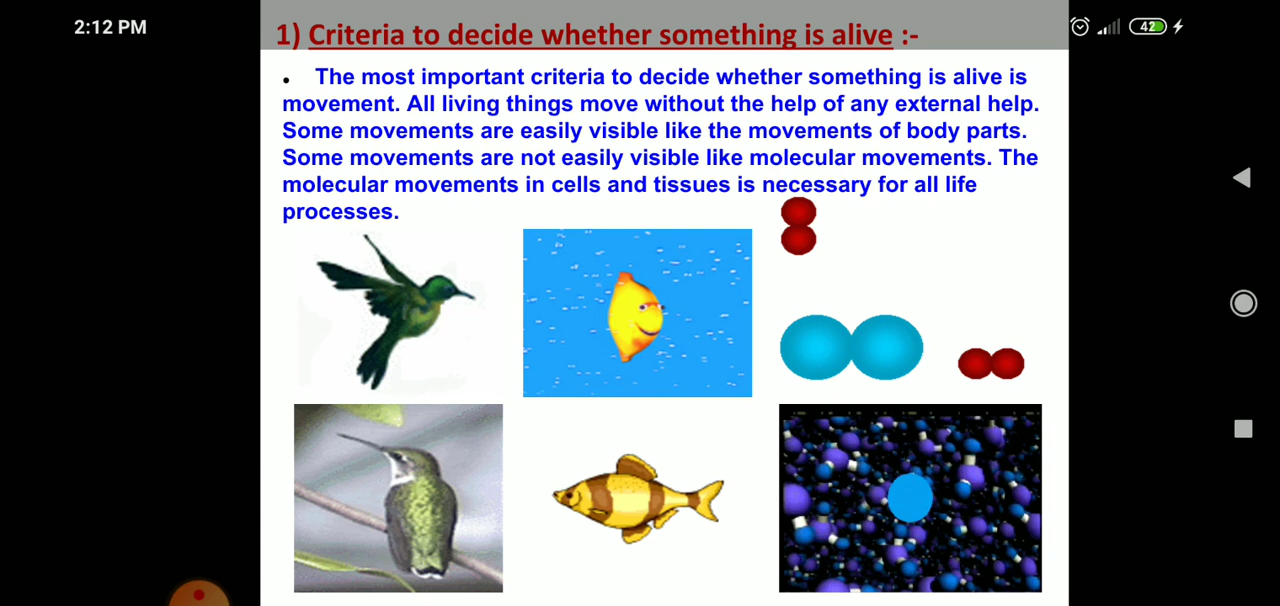 2:12 PM
42
1) Criteria to decide whether something is alive :-
• The most important criteria to decide whether something is alive is
movement. All living things move without the help of any external help.
Some movements are easily visible like the movements of body parts.
Some movements are not easily visible like molecular movements. The
molecular movements in cells and tissues is necessary for all life
processes.